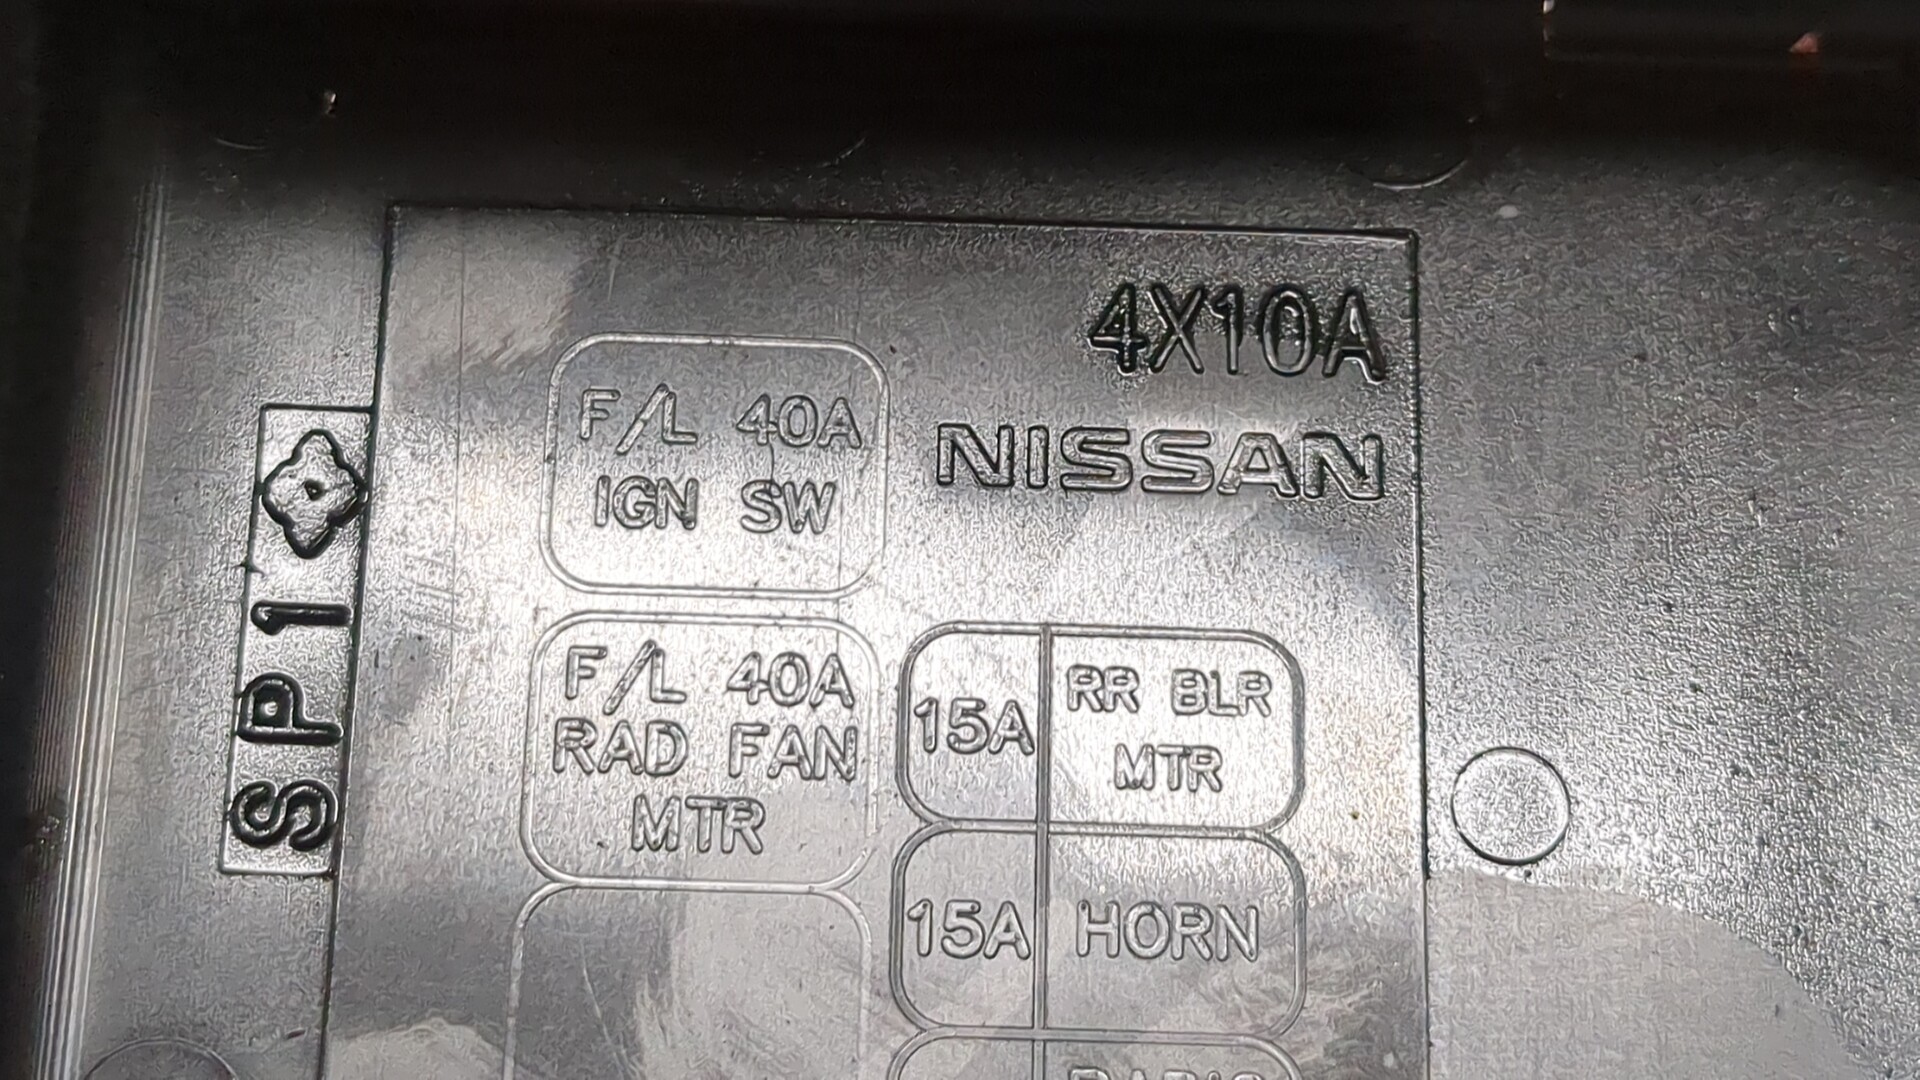 4X10A
NISSAN
F/L 40A
IGN SW
F/L 40A
RAD FAN
MTR
15A
RR BLR
MTR
15A
HORN
SP1